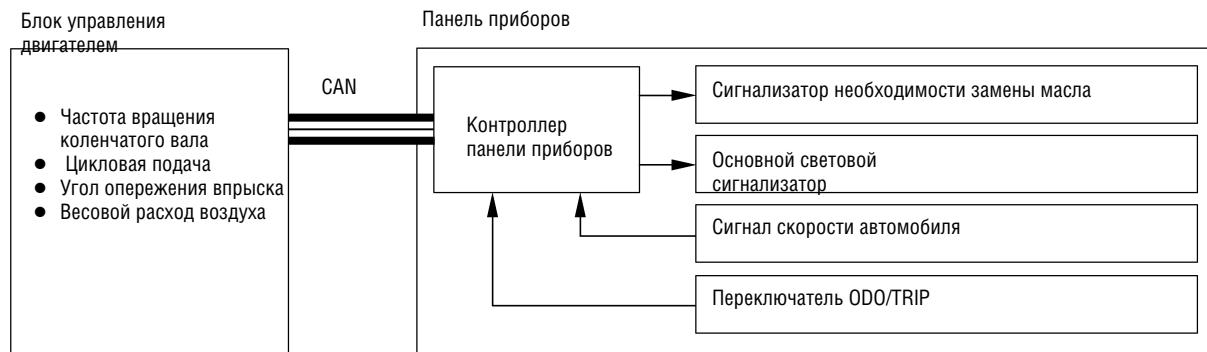 Блок управления
двигателем
Панель приборов
CAN
● Частота вращения
коленчатого вала
● Цикловая подача
● Угол опережения впрыска
● Весовой расход воздуха
Контроллер
панели приборов
Сигнализатор необходимости замены масла
Основной световой
сигнализатор
Сигнал скорости автомобиля
Переключатель ODO/TRIP